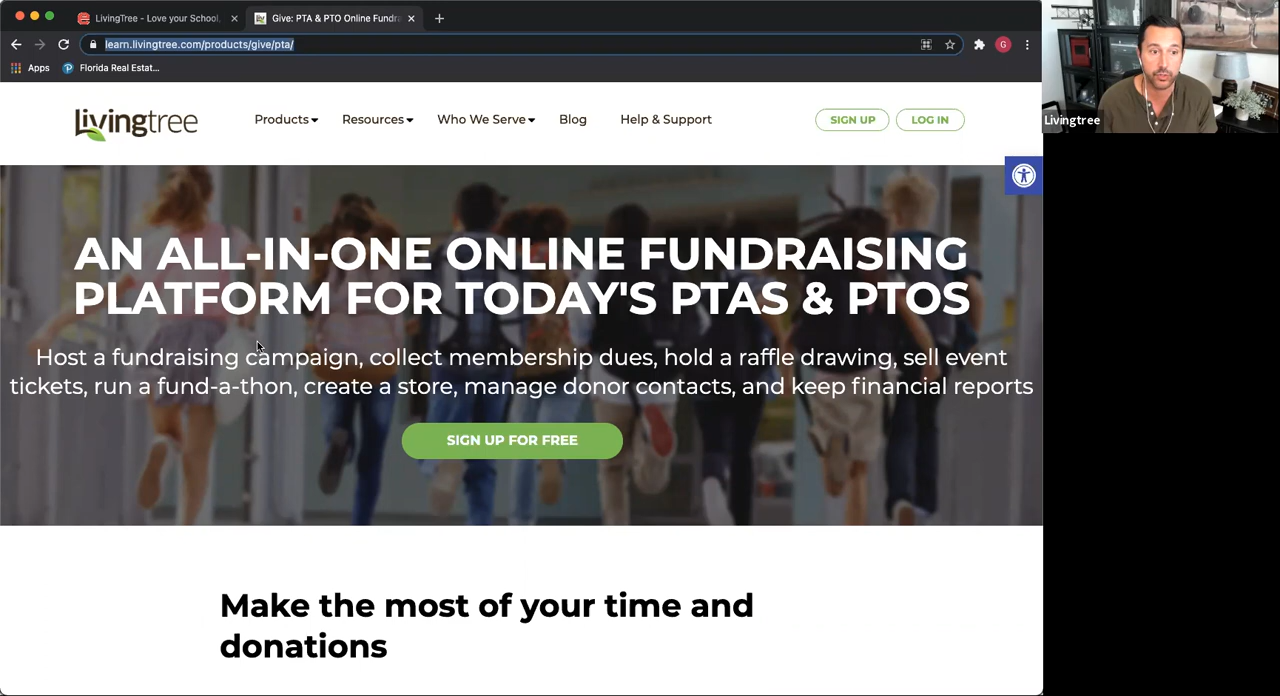 LivingTree - Love your School,
Give: PTA & PTO Online Fundra
learn.livingtree.com/products/give/pta/
G
Apps
Florida Real Estat...
livingtree
Products
Resources
Who We Serve
Blog
Help & Support
SIGN UP
LOG IN
Livingtree
AN ALL-IN-ONE ONLINE FUNDRAISING
PLATFORM FOR TODAY'S PTAS & PTOS
Host a fundraising campaign, collect membership dues, hold a raffle drawing, sell event
tickets, run a fund-a-thon, create a store, manage donor contacts, and keep financial reports
SIGN UP FOR FREE
Make the most of your time and
donations